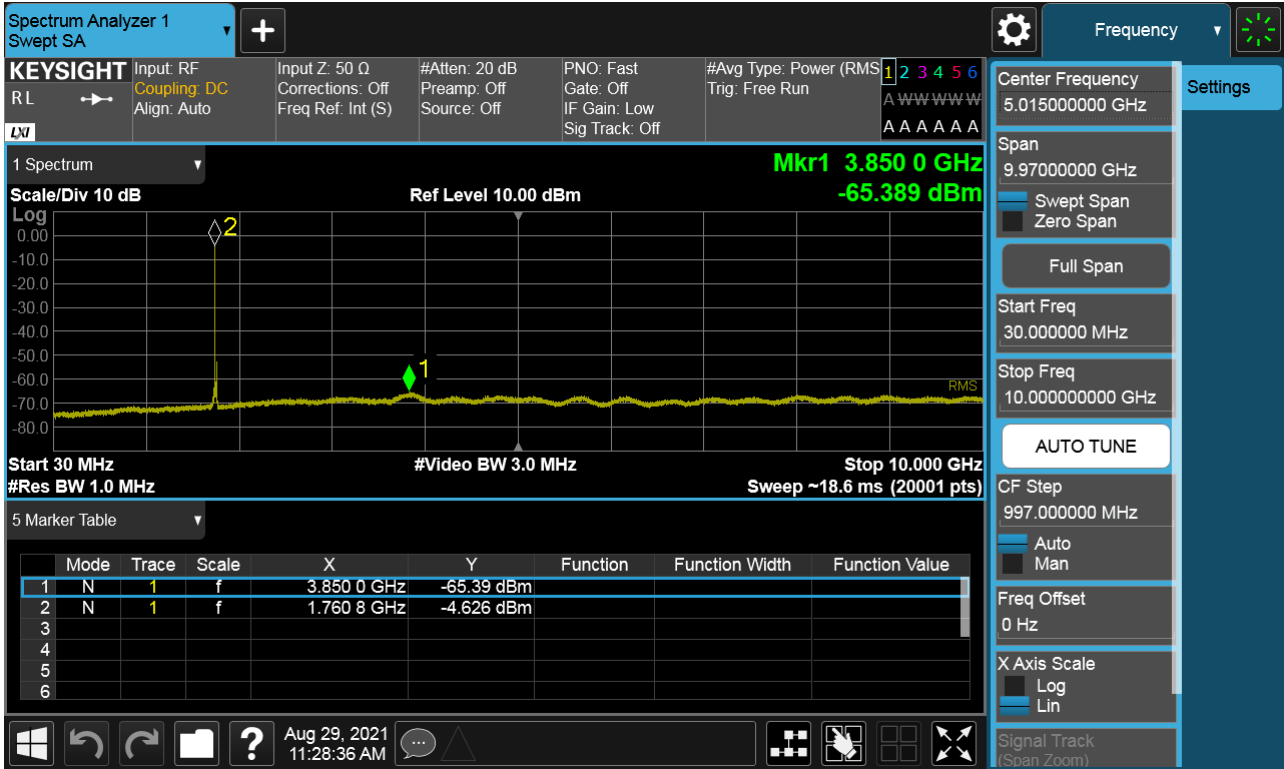 Spectrum Analyzer 1
Swept SA
Frequency
KEYSIGHT
R L
LXI
Input: RF
Coupling: DC
Align: Auto
Input Z: 50 Ω
Corrections: Off
Freq Ref: Int (S)
#Atten: 20 dB
Preamp: Off
Source: Off
PNO: Fast
Gate: Off
IF Gain: Low
Sig Track: Off
#Avg Type: Power (RMS
Trig: Free Run
1 2 3 4 5 6
A W W W W W
A A A A A A
1 Spectrum
Mkr1 3.850 0 GHz
Scale/Div 10 dB
Ref Level 10.00 dBm
-65.389 dBm
Log
0.00
-10.0
-20.0
-30.0
-40.0
-50.0
-60.0
-70.0
-80.0
2
1
RMS
Start 30 MHz
#Video BW 3.0 MHz
Stop 10.000 GHz
#Res BW 1.0 MHz
Sweep ~18.6 ms (20001 pts)
5 Marker Table
Mode Trace Scale X Y Function Function Width Function Value
1 N 1 f 3.850 0 GHz -65.39 dBm
2 N 1 f 1.760 8 GHz -4.626 dBm
3
4
5
6
Aug 29, 2021
11:28:36 AM
Center Frequency
5.015000000 GHz
Settings
Span
9.97000000 GHz
Swept Span
Zero Span
Full Span
Start Freq
30.000000 MHz
Stop Freq
10.000000000 GHz
AUTO TUNE
CF Step
997.000000 MHz
Auto
Man
Freq Offset
0 Hz
X Axis Scale
Log
Lin
Signal Track
(Span Zoom)